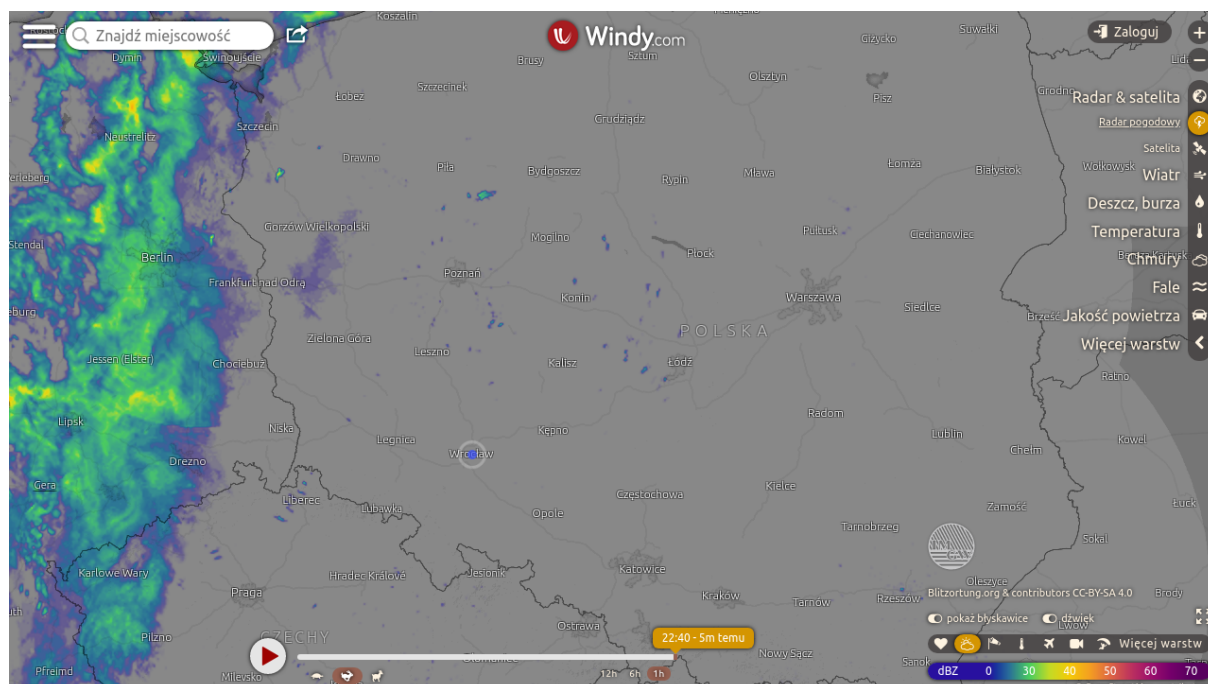 Koszalin
Znajdź miejscowość
Windy.com
Zaloguj
Suwałki
Giżycko
Świnoujście
Dymin
Brusy
Sztum
Olsztyn
Szczecinek
Łobez
Pisz
Grodno
Radar & satelita
Radar pogodowy
Grudziądz
Szczecin
Neustrelitz
Satelita
Drawno
Piła
Bydgoszcz
Rypin
Mława
Łomża
Białystok
Wołkowysk
Wiatr
Deszcz, burza
Gorzów Wielkopolski
Mogilno
Pułtusk
Ciechanowiec
Temperatura
Stendal
Berlin
Płock
Chmury
Frankfurt nad Odrą
Poznań
Konin
Warszawa
Siedlce
Fale
Brześć
Jakość powietrza
POLSKA
Zielona Góra
Leszno
Więcej warstw
Jessen (Elster)
Chociebuż
Kalisz
Łódź
Ratno
Lipsk
Radom
Niska
Legnica
Kępno
Lublin
Kowel
Wrocław
Chełm
Drezno
Gera
Kielce
Liberec
Lubawka
Częstochowa
Zamość
Łuck
Opole
Tarnobrzeg
Sokal
Karlowe Wary
Hradec Králové
Jesionik
Katowice
Oleszyce
Praga
Kraków
Tarnów
Rzeszów
Blitzortung.org & contributors CC-BY-SA 4.0
Brody
pokaż błyskawice
dźwięk
Lwów
Ostrawa
Pilzno
CZECHY
22:40 - 5m temu
Więcej warstw
Nowy Sącz
Ołomuniec
Sanok
Pfreimd
Milevsko
12h 6h 1h
dBZ 0 30 40 50 60 70